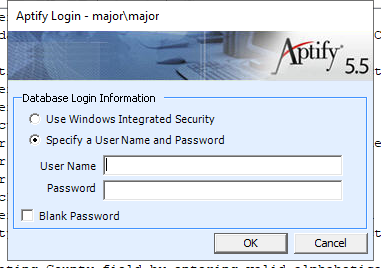 Aptify Login - major\major
Aptify® 5.5
Database Login Information
Use Windows Integrated Security
Specify a User Name and Password
User Name
Password
Blank Password
OK Cancel